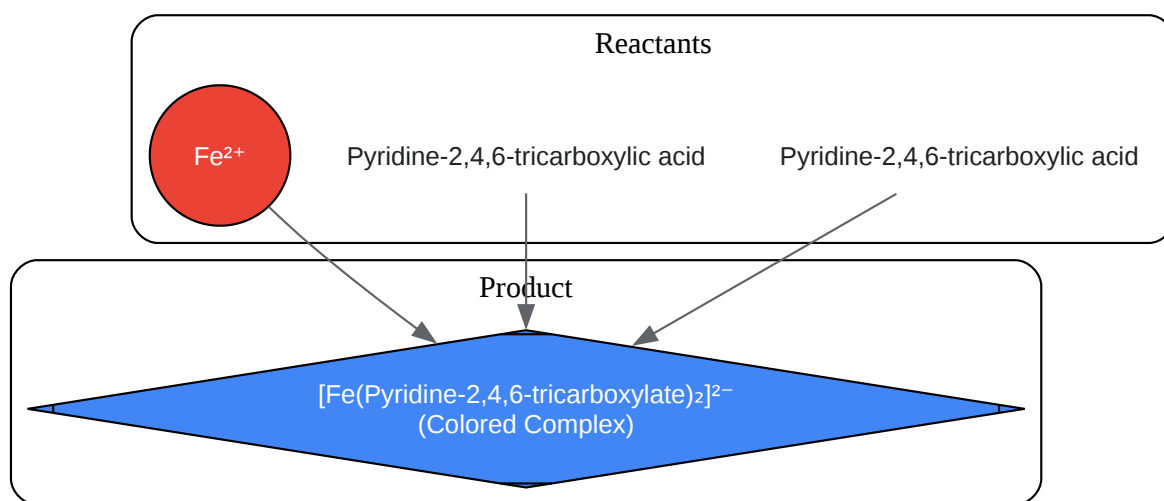 Reactants
Fe²⁺
Pyridine-2,4,6-tricarboxylic acid
Pyridine-2,4,6-tricarboxylic acid
Product
[Fe(Pyridine-2,4,6-tricarboxylate)₂]²⁻
(Colored Complex)